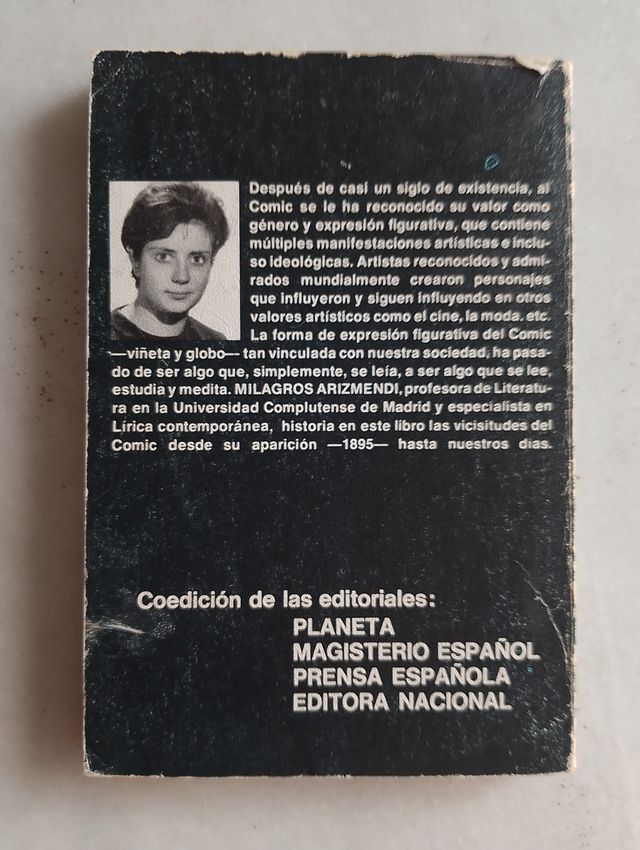 Después de casi un siglo de existencia, al
Comic se le ha reconocido su valor como
género y expresión figurativa, que contiene
múltiples manifestaciones artísticas e inclu-
so ideológicas. Artistas reconocidos y admi-
rados mundialmente crearon personajes
que influyeron y siguen influyendo en otros
valores artísticos como el cine, la moda, etc.
La forma de expresión figurativa del Comic
—viñeta y globo— tan vinculada con nuestra sociedad, ha pasa-
do de ser algo que, simplemente, se leía, a ser algo que se lee,
estudia y medita. MILAGROS ARIZMENDI, profesora de Literatu-
ra en la Universidad Complutense de Madrid y especialista en
Lírica contemporánea, historia en este libro las vicisitudes del
Comic desde su aparición —1895— hasta nuestros días.
Coedición de las editoriales:
PLANETA
MAGISTERIO ESPAÑOL
PRENSA ESPAÑOLA
EDITORA NACIONAL